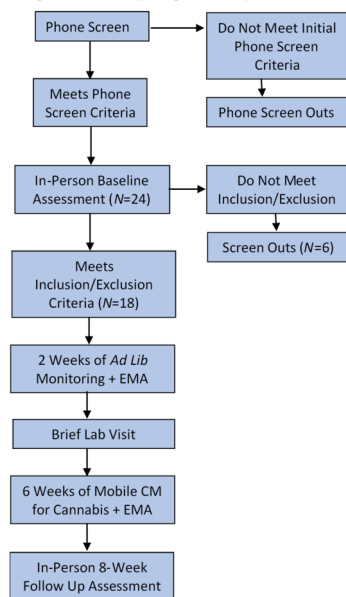 Phone Screen
Do Not Meet Initial
Phone Screen
Criteria
Meets Phone
Screen Criteria
Phone Screen Outs
In-Person Baseline
Assessment (N=24)
Do Not Meet
Inclusion/Exclusion
Screen Outs (N=6)
Meets
Inclusion/Exclusion
Criteria (N=18)
2 Weeks of Ad Lib
Monitoring + EMA
Brief Lab Visit
6 Weeks of Mobile CM
for Cannabis + EMA
In-Person 8-Week
Follow Up Assessment